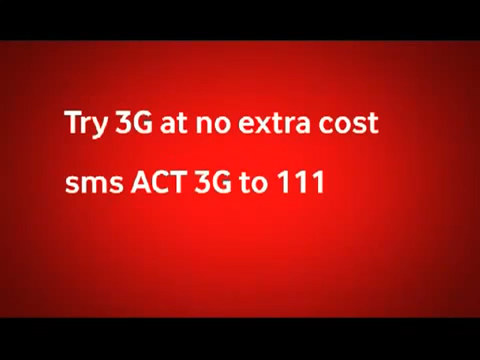 Try 3G at no extra cost
sms ACT 3G to 111